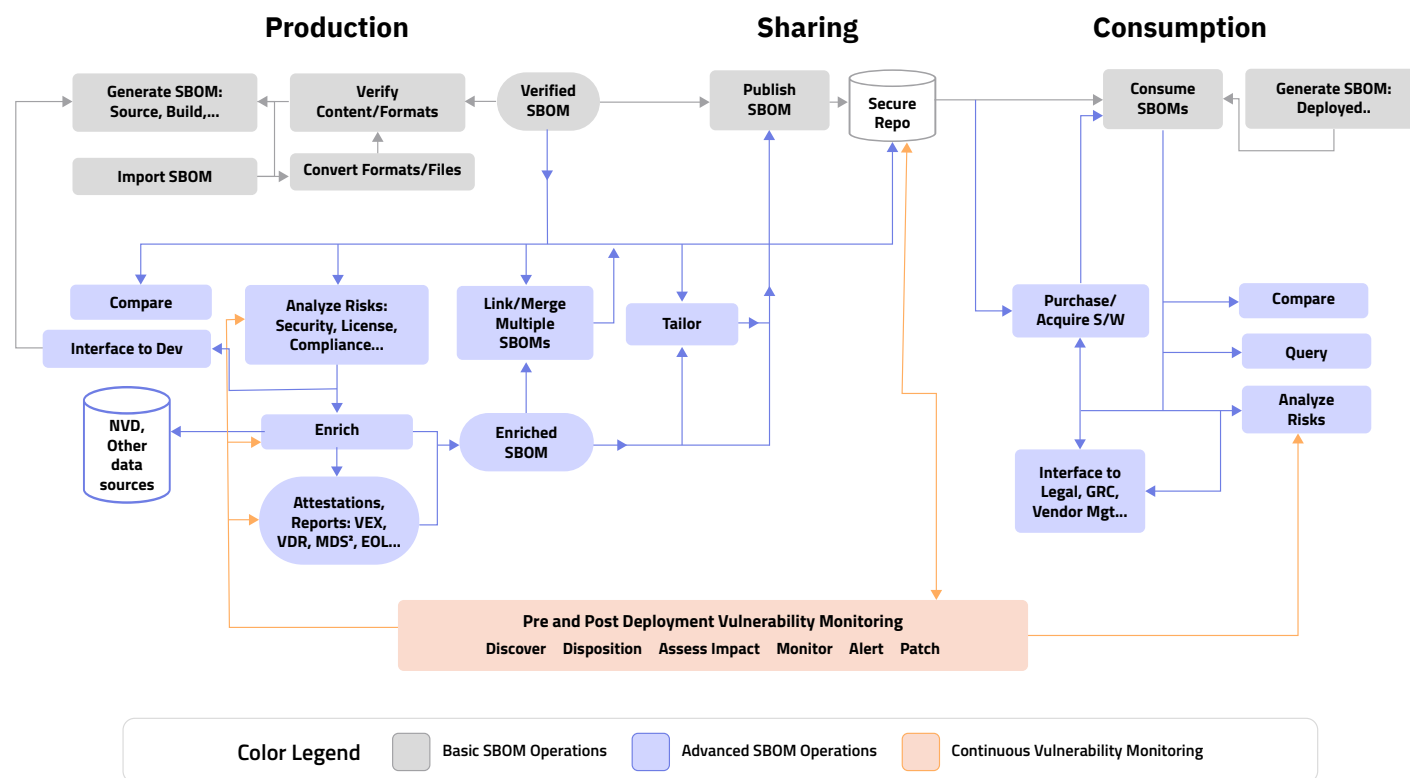 Production
Sharing
Consumption
Generate SBOM:
Source, Build,...
Verify
Content/Formats
Verified
SBOM
Publish
SBOM
Secure
Repo
Consume
SBOMs
Generate SBOM:
Deployed..
Import SBOM
Convert Formats/Files
Compare
Analyze Risks:
Security, License,
Compliance...
Link/Merge
Multiple
SBOMs
Tailor
Purchase/
Acquire S/W
Compare
Interface to Dev
Query
NVD,
Other
data
sources
Enrich
Enriched
SBOM
Analyze
Risks
Attestations,
Reports: VEX,
VDR, MDS², EOL...
Interface to
Legal, GRC,
Vendor Mgt...
Pre and Post Deployment Vulnerability Monitoring
Discover Disposition Assess Impact Monitor Alert Patch
Color Legend
Basic SBOM Operations
Advanced SBOM Operations
Continuous Vulnerability Monitoring